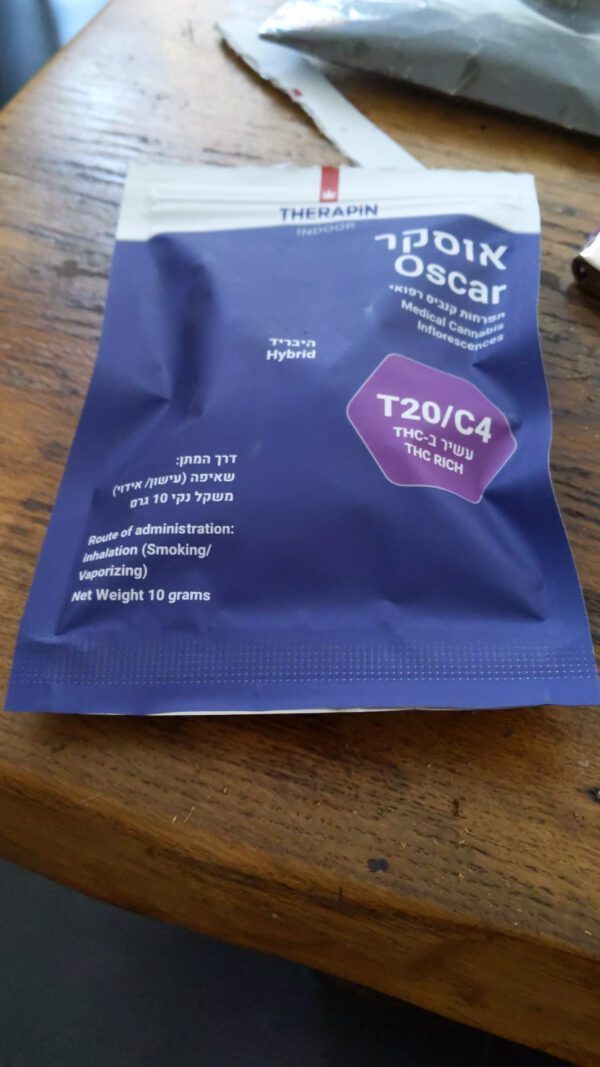 THERAPIN
INDOOR
אוסקר
Oscar
תפרחות קנביס רפואי
Medical Cannabis
Inflorescences
היבריד
Hybrid
T20/C4
עשיר ב-THC
THC RICH
דרך המתן:
שאיפה (עישון/ אידוי)
משקל נקי 10 גרם
Route of administration:
inhalation (Smoking/
Vaporizing)
Net Weight 10 grams